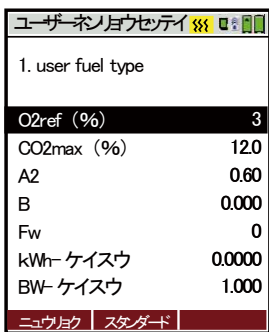 ユーザーネンリョウセッテイ
1. user fuel type
O2ref (%) 3
CO2max (%) 12.0
A2 0.60
B 0.000
Fw 0
kWh-ケイスウ 0.0000
BW-ケイスウ 1.000
ニュウリョク スタンダード